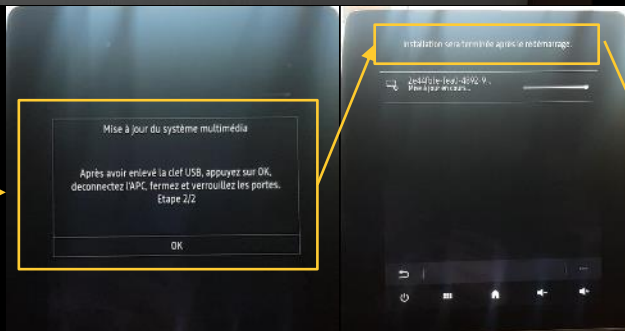 Mise à jour du système multimédia
Après avoir enlevé la clef USB, appuyez sur OK,
deconnectez l'APC, fermez et verrouillez les portes.
Etape 2/2
OK
Installation sera terminée après le redémarrage.
Mise à jour en cours...